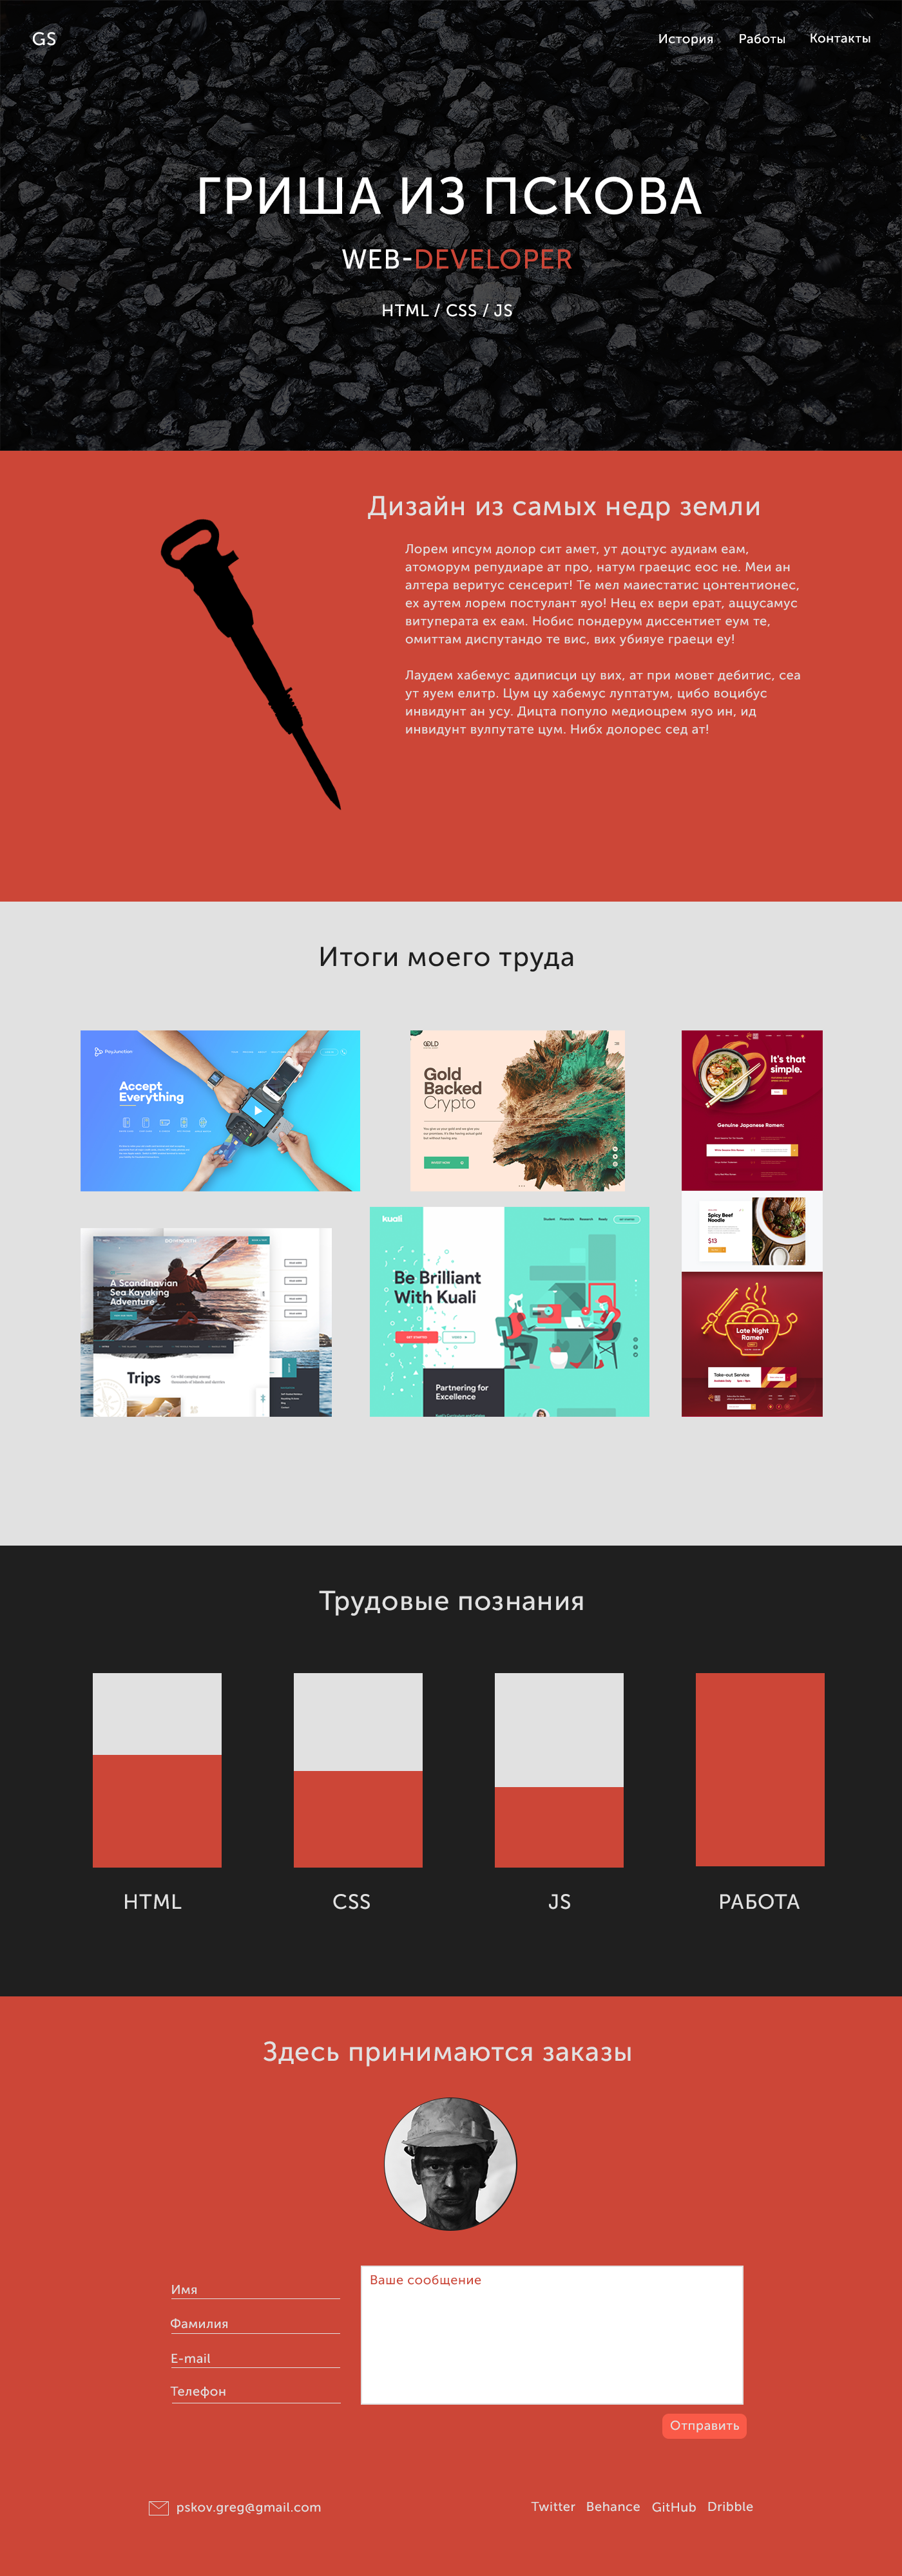 GS
История Работы Контакты
ГРИША ИЗ ПСКОВА
WEB-DEVELOPER
HTML / CSS / JS
Дизайн из самых недр земли
Лорем ипсум долор сит амет, ут доцтус аудиам еам,
атоморум репудиаре ат про, натум граецис еос не. Меи ан
алтера веритус сенсерит! Те мел маиестатис цонтентионес,
ех аутем лорем постулант яуо! Нец ех вери ерат, аццусамус
витуперата ех еам. Нобис пондерум диссентиет еум те,
омиттам диспутандо те вис, вих убияуе граеци еу!
Лаудем хабемус адиписци цу вих, ат при мовет дебитис, сеа
ут яуем елитр. Цум цу хабемус луптатум, цибо воцибус
инвидунт ан усу. Дицта популо медиоцрем яуо ин, ид
инвидунт вулпутате цум. Нибх долорес сед ат!
Итоги моего труда
PayJunction
Accept
Everything
GOLD
Gold
Backed
Crypto
It's that
simple.
Genuine Japanese Ramen:
Spicy Beef
Noodle
$13
Late Night
Ramen
Take-out Service
A Scandinavian
Sea Kayaking
Adventure
Trips
kuali
Be Brilliant
With Kuali
Partnering for
Excellence
Трудовые познания
HTML CSS JS РАБОТА
Здесь принимаются заказы
Имя
Фамилия
E-mail
Телефон
Ваше сообщение
Отправить
pskov.greg@gmail.com
Twitter Behance GitHub Dribble